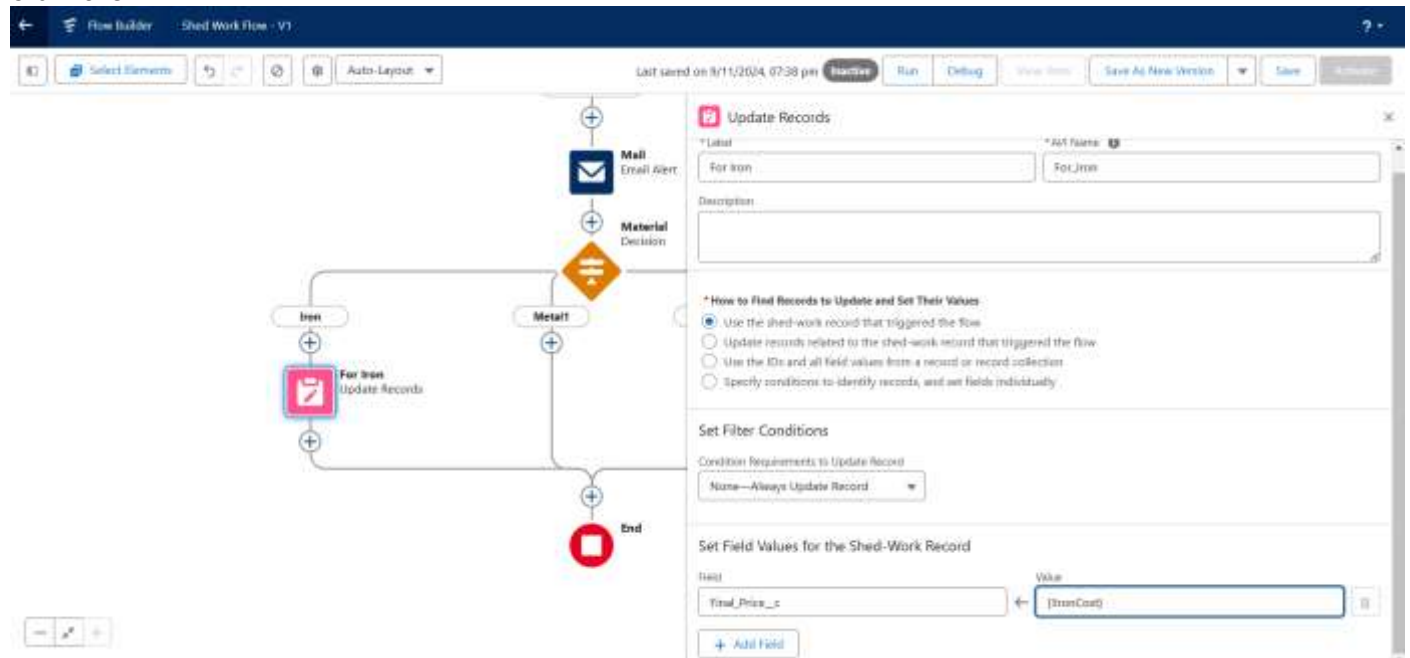 Flow Builder Shed Work Flow - V1
? 
Select Elements Auto-Layout
Last saved on 9/11/2024, 07:38 pm Inactive Run Debug View Tests Save As New Version Save Activate
Mail
Email Alert
Material
Decision
Iron
Metal1
For Iron
Update Records
End
Update Records
*Label
*API Name
For Iron
For_Iron
Description
*How to Find Records to Update and Set Their Values
Use the shed-work record that triggered the flow
Update records related to the shed-work record that triggered the flow
Use the IDs and all field values from a record or record collection
Specify conditions to identify records, and set fields individually
Set Filter Conditions
Condition Requirements to Update Record
None—Always Update Record
Set Field Values for the Shed-Work Record
Field
Value
Final_Price__c
{!IronCost}
+ Add Field